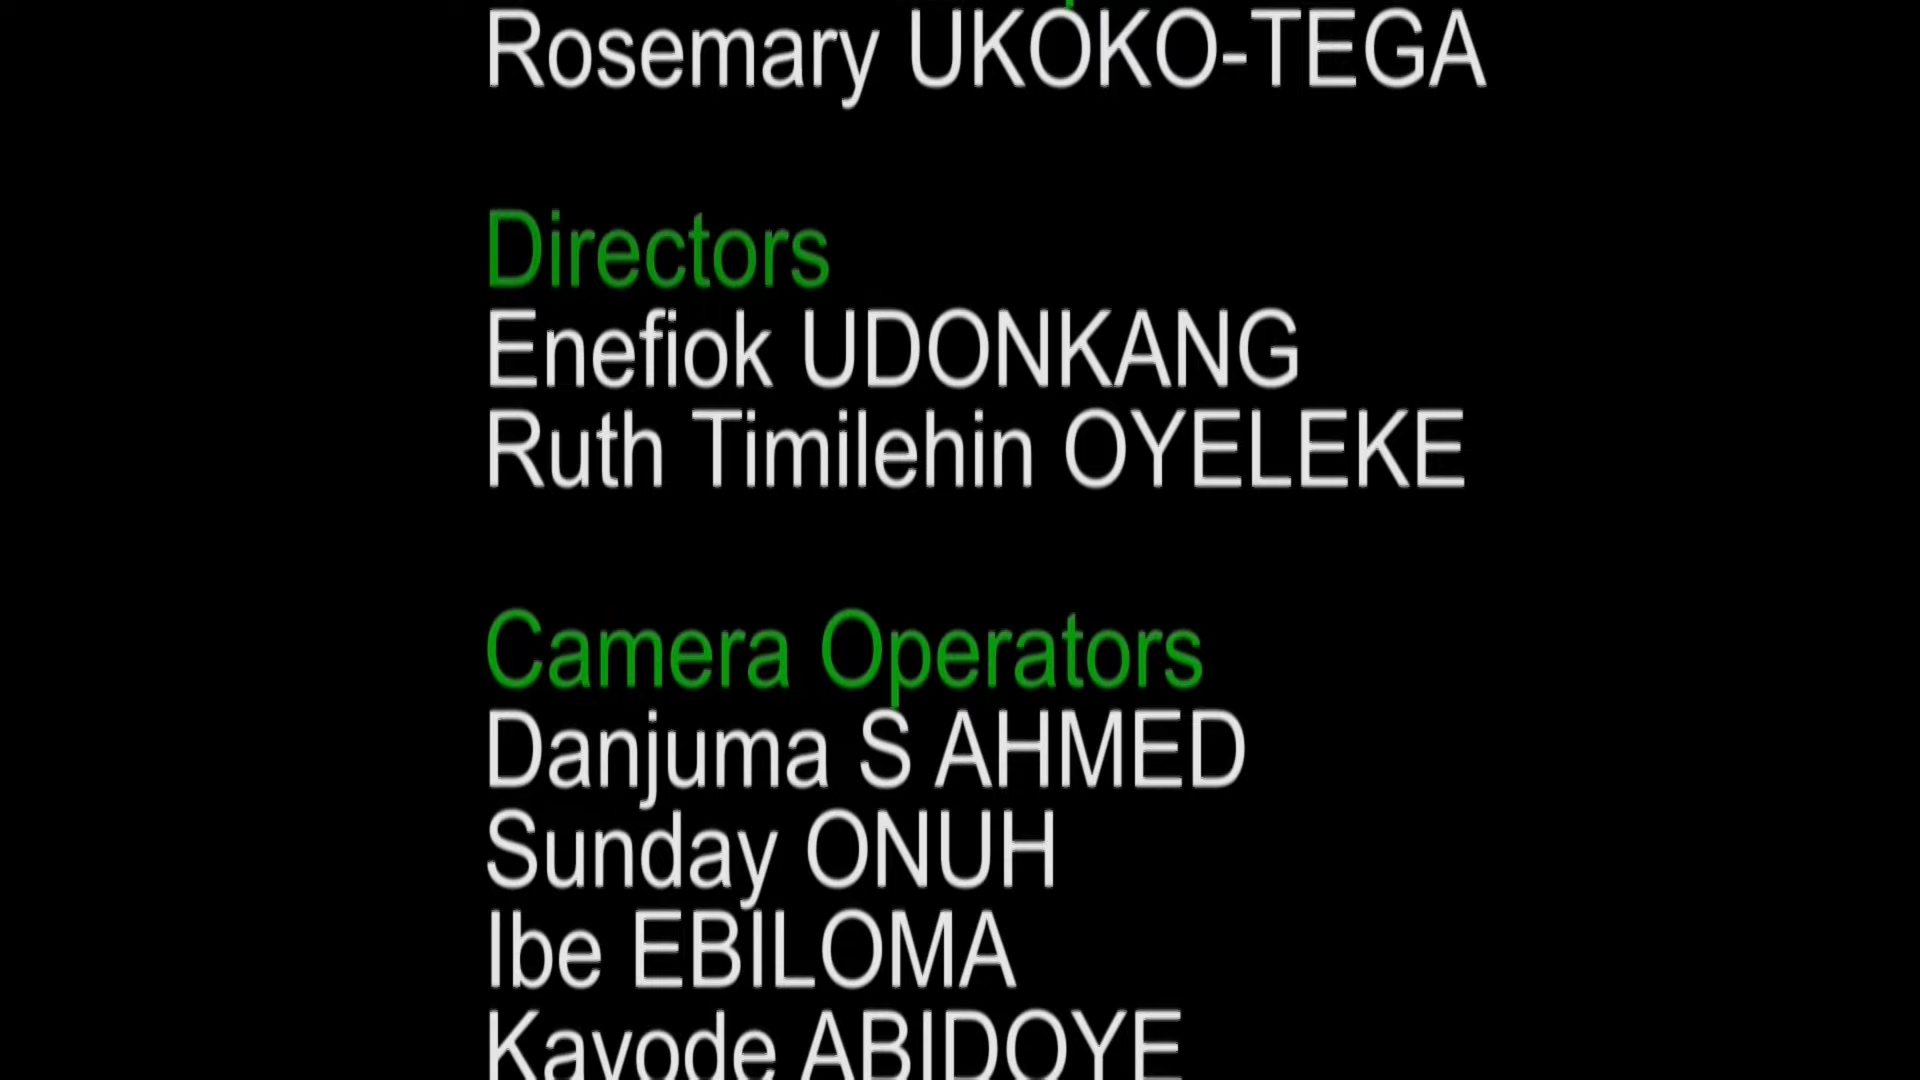 Rosemary UKOKO-TEGA
Directors
Enefiok UDONKANG
Ruth Timilehin OYELEKE
Camera Operators
Danjuma S AHMED
Sunday ONUH
Ibe EBILOMA
Kayode ABIDOYE